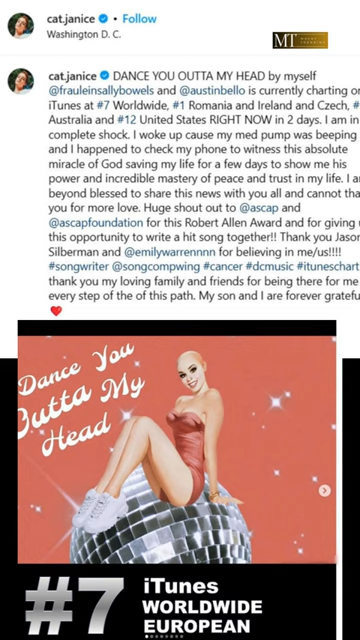 cat.janice • Follow
Washington D. C.
MT
cat.janice DANCE YOU OUTTA MY HEAD by myself
@frauleinsallybowels and @austinbello is currently charting on
iTunes at #7 Worldwide, #1 Romania and Ireland and Czech, #
Australia and #12 United States RIGHT NOW in 2 days. I am in
complete shock. I woke up cause my med pump was beeping
and I happened to check my phone to witness this absolute
miracle of God saving my life for a few days to show me his
power and incredible mastery of peace and trust in my life. I a
beyond blessed to share this news with you all and cannot tha
you for more love. Huge shout out to @ascap and
@ascapfoundation for this Robert Allen Award and for giving
this opportunity to write a hit song together!! Thank you Jason
Silberman and @emilywarrennnn for believing in me/us!!!!
#songwriter @songcompwing #cancer #dcmusic #ituneschart
thank you my loving family and friends for being there for me
every step of the of this path. My son and I are forever gratefu
❤️
Dance You
Outta My
Head
#7 iTunes
WORLDWIDE
EUROPEAN